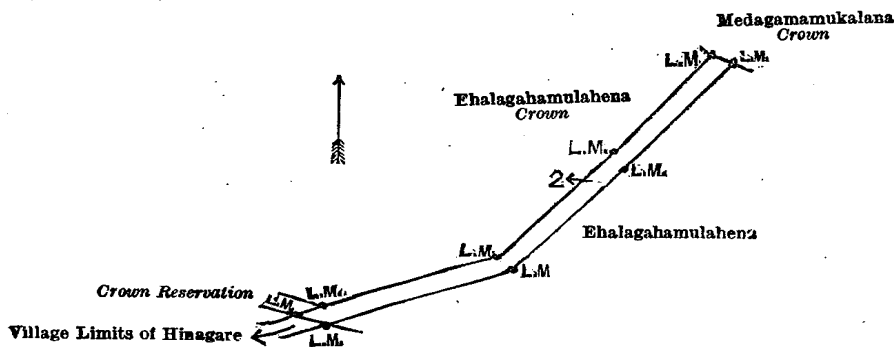 Medagamamukalana
Crown
L.M. L.M.
Ehalagahamulahena
Crown
L.M.
L.M.
2
Ehalagahamulahena
L.M.
L.M
Crown Reservation
L.M.
L.M.
Village Limits of Hinagare
L.M.